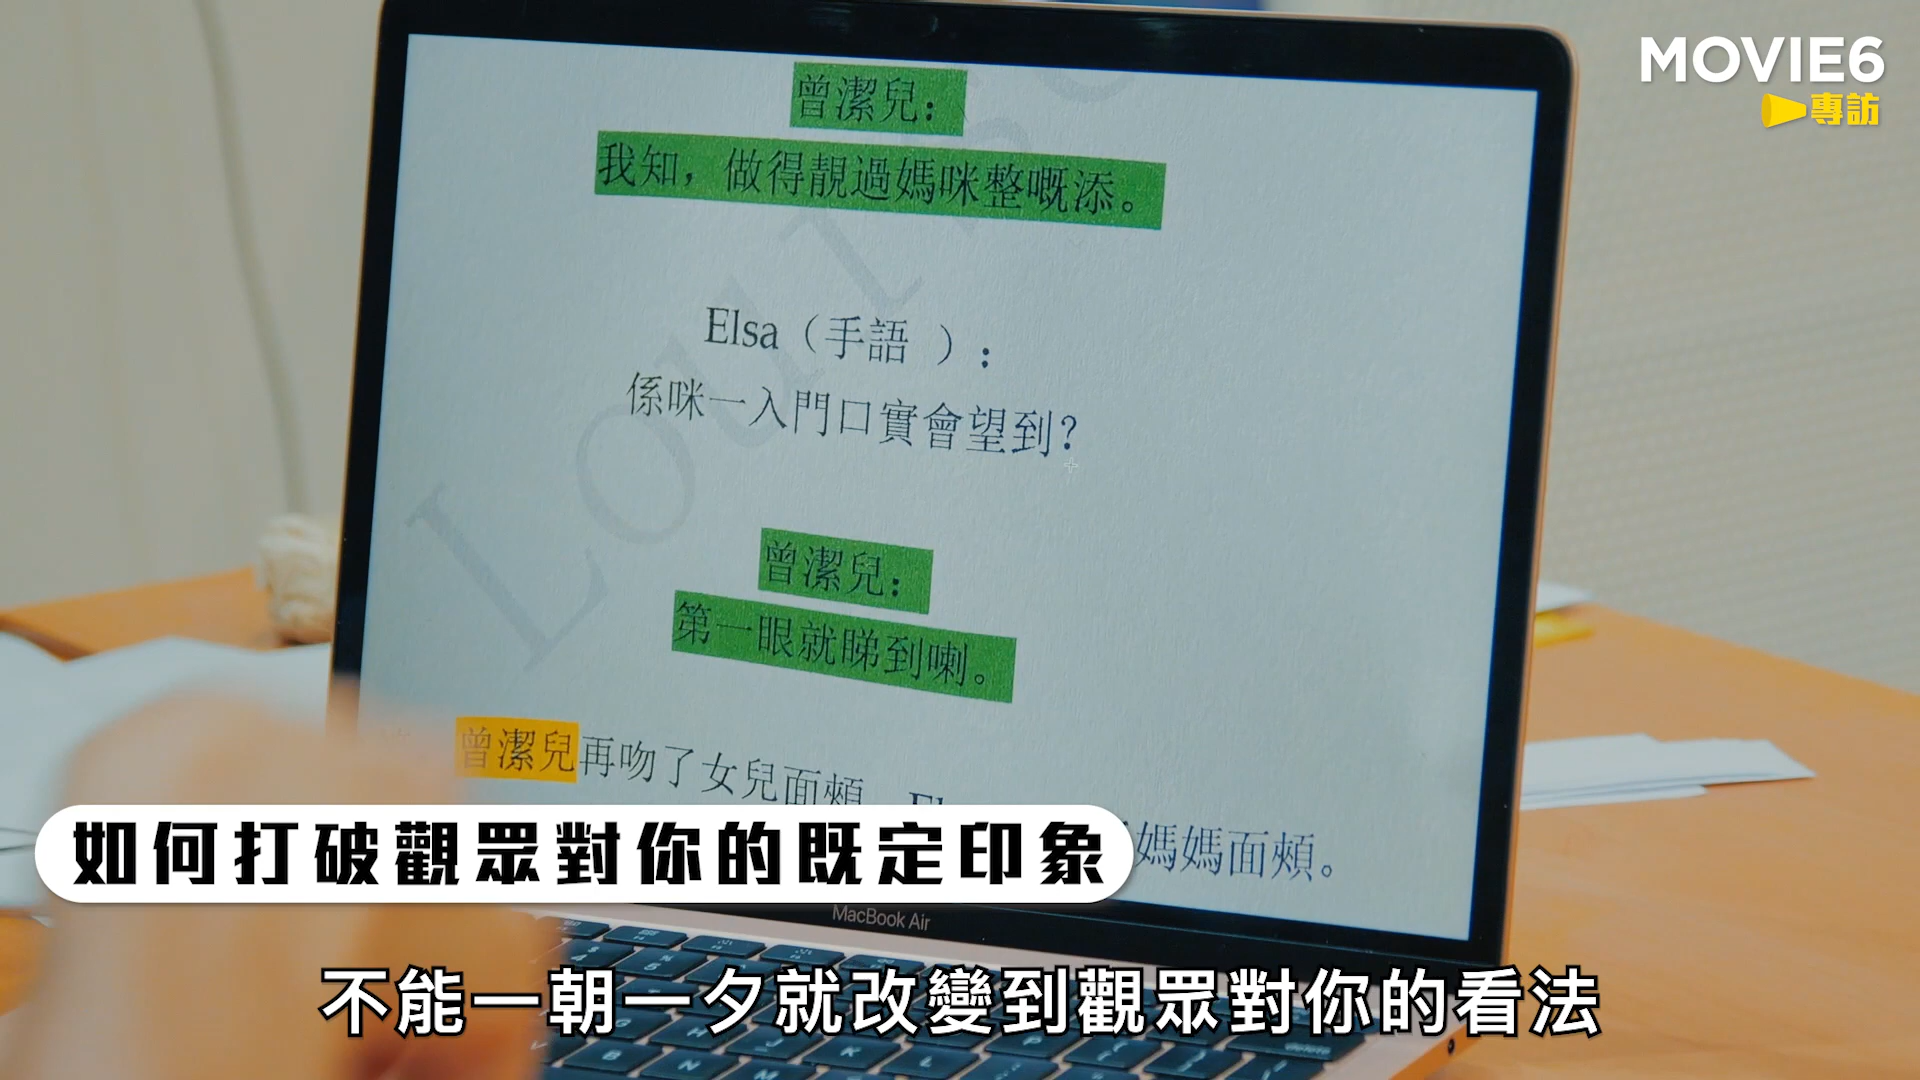 MOVIE6
專訪
曾潔兒：
我知，做得靚過媽咪整嘅添。
Elsa（手語 ）：
係咪一入門口實會望到？
曾潔兒：
第一眼就睇到喇。
曾潔兒再吻了女兒面頰
媽媽面頰。
如何打破觀眾對你的既定印象
MacBook Air
不能一朝一夕就改變到觀眾對你的看法